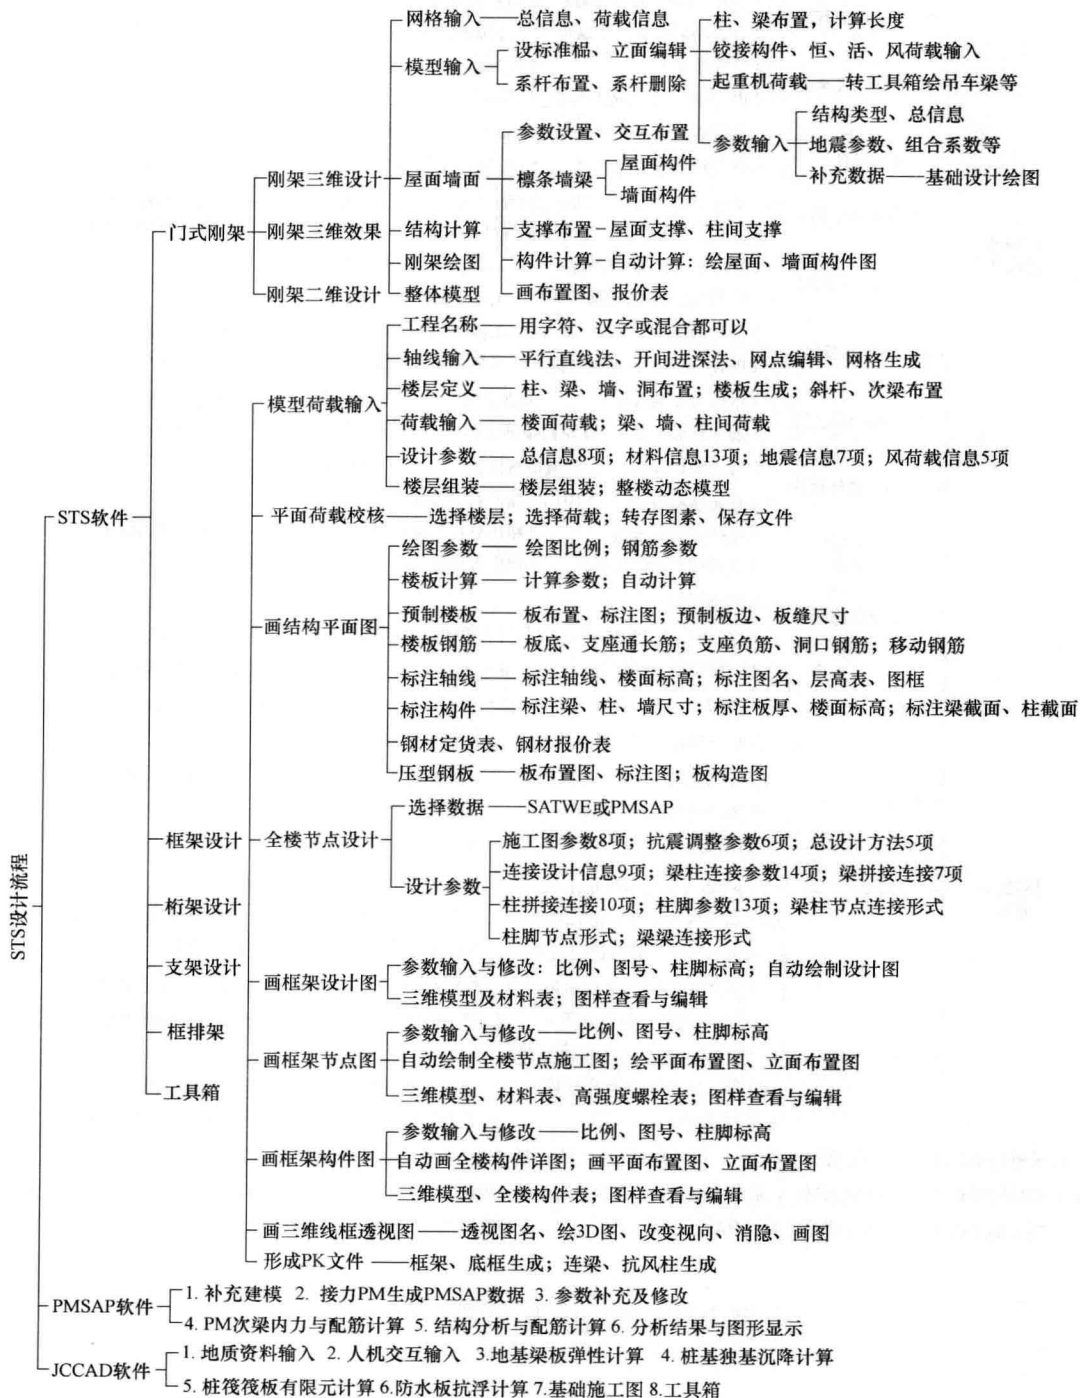 网格输入——总信息、荷载信息
柱、梁布置，计算长度
模型输入
设标准榀、立面编辑
铰接构件、恒、活、风荷载输入
系杆布置、系杆删除
起重机荷载——转工具箱绘吊车梁等
参数输入
结构类型、总信息
地震参数、组合系数等
补充数据——基础设计绘图
门式刚架
刚架三维设计
屋面墙面
参数设置、交互布置
檩条墙梁
屋面构件
墙面构件
刚架三维效果
结构计算
支撑布置－屋面支撑、柱间支撑
刚架绘图
构件计算－自动计算：绘屋面、墙面构件图
刚架二维设计
整体模型
画布置图、报价表
STS设计流程
STS软件
模型荷载输入
工程名称——用字符、汉字或混合都可以
轴线输入——平行直线法、开间进深法、网点编辑、网格生成
楼层定义——柱、梁、墙、洞布置；楼板生成；斜杆、次梁布置
荷载输入——楼面荷载；梁、墙、柱间荷载
设计参数——总信息8项；材料信息13项；地震信息7项；风荷载信息5项
楼层组装——楼层组装；整楼动态模型
平面荷载校核——选择楼层；选择荷载；转存图素、保存文件
画结构平面图
绘图参数——绘图比例；钢筋参数
楼板计算——计算参数；自动计算
预制楼板——板布置、标注图；预制板边、板缝尺寸
楼板钢筋——板底、支座通长筋；支座负筋、洞口钢筋；移动钢筋
标注轴线——标注轴线、楼面标高；标注图名、层高表、图框
标注构件——标注梁、柱、墙尺寸；标注板厚、楼面标高；标注梁截面、柱截面
钢材定货表、钢材报价表
压型钢板——板布置图、标注图；板构造图
框架设计
全楼节点设计
选择数据——SATWE或PMSAP
设计参数
施工图参数8项；抗震调整参数6项；总设计方法5项
连接设计信息9项；梁柱连接参数14项；梁拼接连接7项
柱拼接连接10项；柱脚参数13项；梁柱节点连接形式
柱脚节点形式；梁梁连接形式
桁架设计
支架设计
框排架
工具箱
画框架设计图
参数输入与修改：比例、图号、柱脚标高；自动绘制设计图
三维模型及材料表；图样查看与编辑
画框架节点图
参数输入与修改——比例、图号、柱脚标高
自动绘制全楼节点施工图；绘平面布置图、立面布置图
三维模型、材料表、高强度螺栓表；图样查看与编辑
画框架构件图
参数输入与修改——比例、图号、柱脚标高
自动画全楼构件详图；画平面布置图、立面布置图
三维模型、全楼构件表；图样查看与编辑
画三维线框透视图——透视图名、绘3D图、改变视向、消隐、画图
形成PK文件——框架、底框生成；连梁、抗风柱生成
PMSAP软件
1. 补充建模 2. 接力PM生成PMSAP数据 3. 参数补充及修改
4. PM次梁内力与配筋计算 5. 结构分析与配筋计算 6. 分析结果与图形显示
JCCAD软件
1. 地质资料输入 2. 人机交互输入 3.地基梁板弹性计算 4. 桩基独基沉降计算
5. 桩筏筏板有限元计算 6.防水板抗浮计算 7.基础施工图 8.工具箱